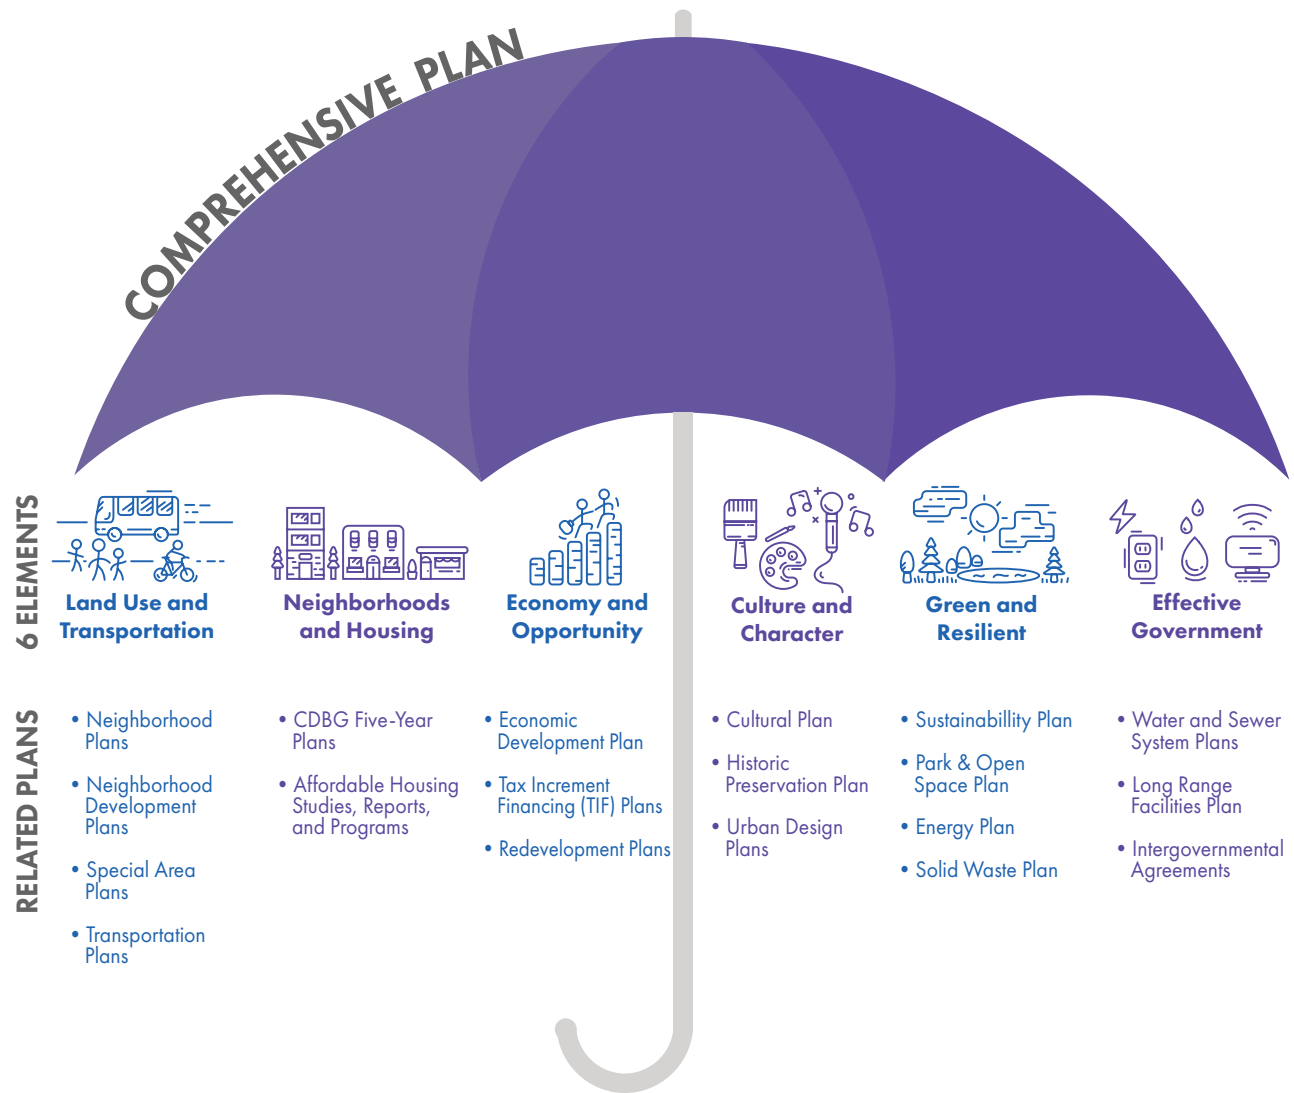 COMPREHENSIVE PLAN
6 ELEMENTS
Land Use and
Transportation
Neighborhoods
and Housing
Economy and
Opportunity
Culture and
Character
Green and
Resilient
Effective
Government
RELATED PLANS
• Neighborhood
Plans
• Neighborhood
Development
Plans
• Special Area
Plans
• Transportation
Plans
• CDBG Five-Year
Plans
• Affordable Housing
Studies, Reports,
and Programs
• Economic
Development Plan
• Tax Increment
Financing (TIF) Plans
• Redevelopment Plans
• Cultural Plan
• Historic
Preservation Plan
• Urban Design
Plans
• Sustainabillity Plan
• Park & Open
Space Plan
• Energy Plan
• Solid Waste Plan
• Water and Sewer
System Plans
• Long Range
Facilities Plan
• Intergovernmental
Agreements